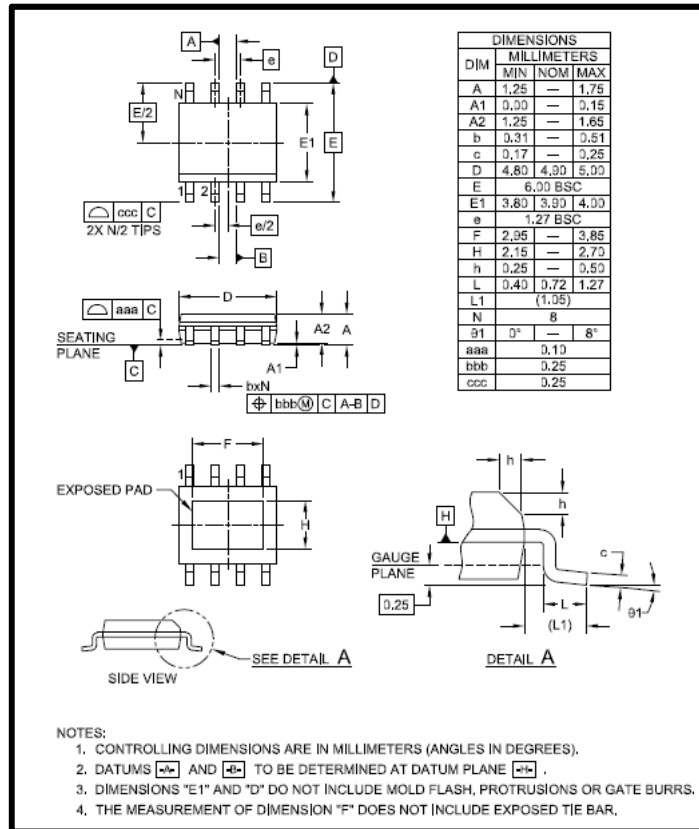 A
e
D
N
E/2
E1
E
1 2
ccc C
2X N/2 TIPS
e/2
B
aaa C
D
SEATING
PLANE
A2 A
C
A1
bxN
bbb Ⓜ C A-B D
DIMENSIONS
DIM MILLIMETERS
MIN NOM MAX
A 1.25 — 1.75
A1 0.00 — 0.15
A2 1.25 — 1.65
b 0.31 — 0.51
c 0.17 — 0.25
D 4.80 4.90 5.00
E 6.00 BSC
E1 3.80 3.90 4.00
e 1.27 BSC
F 2.95 — 3.85
H 2.15 — 2.70
h 0.25 — 0.50
L 0.40 0.72 1.27
L1 (1.05)
N 8
θ1 0° — 8°
aaa 0.10
bbb 0.25
ccc 0.25
F
1
EXPOSED PAD
H
h
h
H
GAUGE
PLANE
c
0.25
L
(L1)
θ1
SEE DETAIL A
SIDE VIEW
DETAIL A
NOTES:
1. CONTROLLING DIMENSIONS ARE IN MILLIMETERS (ANGLES IN DEGREES).
2. DATUMS -A- AND -B- TO BE DETERMINED AT DATUM PLANE -H- .
3. DIMENSIONS "E1" AND "D" DO NOT INCLUDE MOLD FLASH, PROTRUSIONS OR GATE BURRS.
4. THE MEASUREMENT OF DIMENSION "F" DOES NOT INCLUDE EXPOSED TIE BAR.